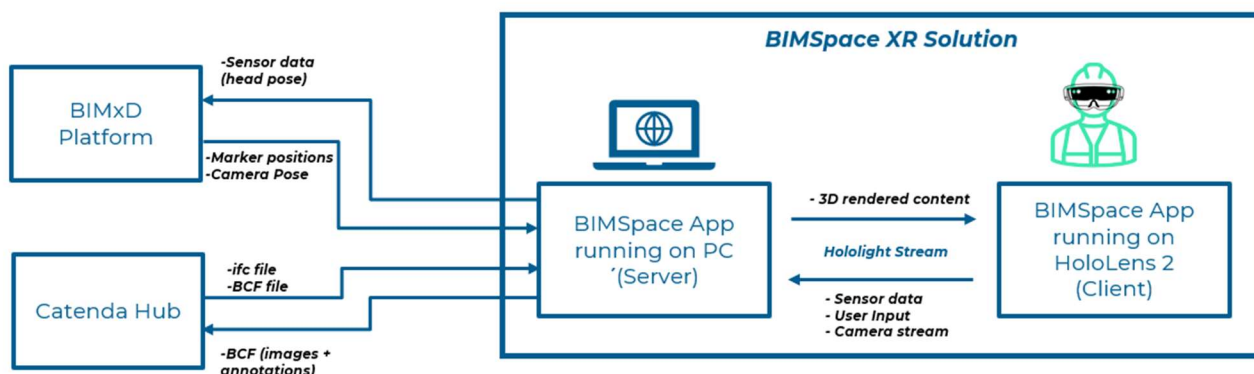 BIMSpace XR Solution
-Sensor data
(head pose)
BIMxD
Platform
-Marker positions
-Camera Pose
BIMSpace App
running on PC
´(Server)
- 3D rendered content
Hololight Stream
- Sensor data
- User Input
- Camera stream
BIMSpace App
running on
HoloLens 2
(Client)
Catenda Hub
-ifc file
-BCF file
-BCF (images +
annotations)